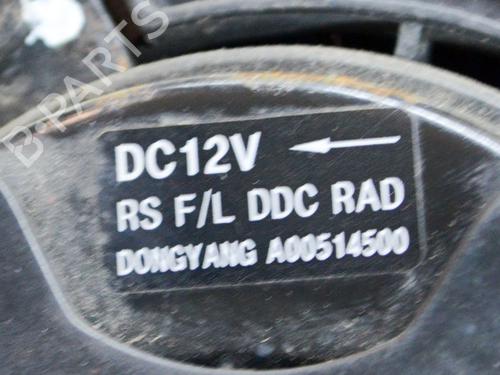 B-PARTS
DC12V ←
RS F/L DDC RAD
DONGYANG A00514500